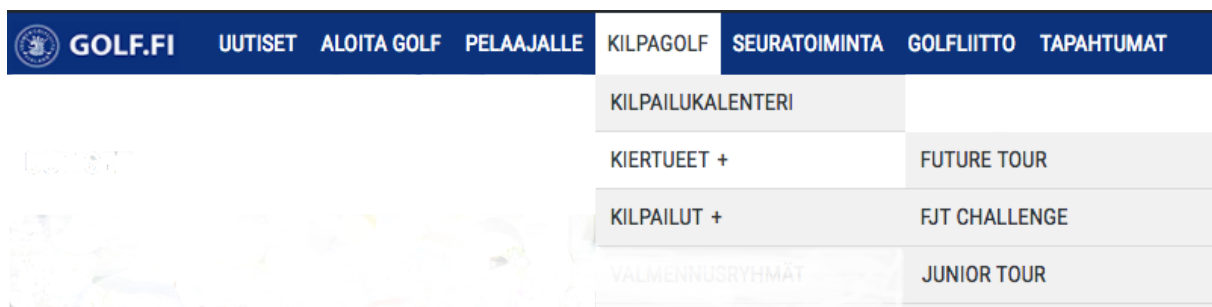 GOLF.FI UUTISET ALOITA GOLF PELAAJALLE KILPAGOLF SEURATOIMINTA GOLFLIITTO TAPAHTUMAT
KILPAILUKALENTERI
KIERTUEET + FUTURE TOUR
KILPAILUT + FJT CHALLENGE
VALMENNUSRYHMÄT JUNIOR TOUR